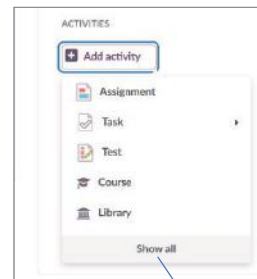 ACTIVITIES
Add activity
Assignment
Task
Test
Course
Library
Show all